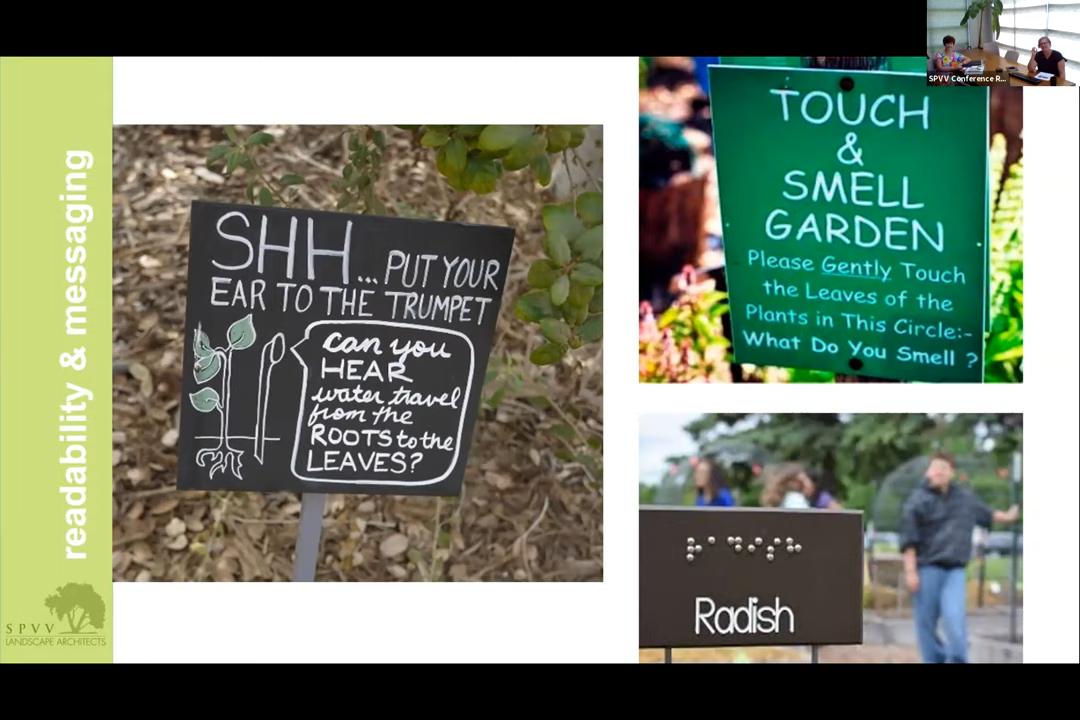 readability & messaging
SPVV
LANDSCAPE ARCHITECTS
SHH... PUT YOUR
EAR TO THE TRUMPET
can you
HEAR
water travel
from the
ROOTS to the
LEAVES?
TOUCH
&
SMELL
GARDEN
Please Gently Touch
the Leaves of the
Plants in This Circle:-
What Do You Smell ?
Radish
SPVV Conference R...